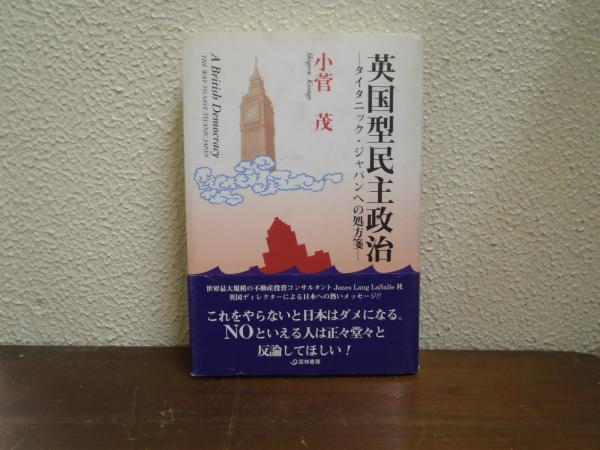 英国型民主政治
―タイタニック・ジャパンへの処方箋―
小菅 茂
Shigeru Kosuge
A British Democracy
THE WAY TO SAVE TITANIC JAPAN
世界最大規模の不動産投資コンサルタント Jones Lang LaSalle 社
英国ディレクターによる日本への熱いメッセージ!!
これをやらないと日本はダメになる。
NOといえる人は正々堂々と
反論してほしい!
芸林書房